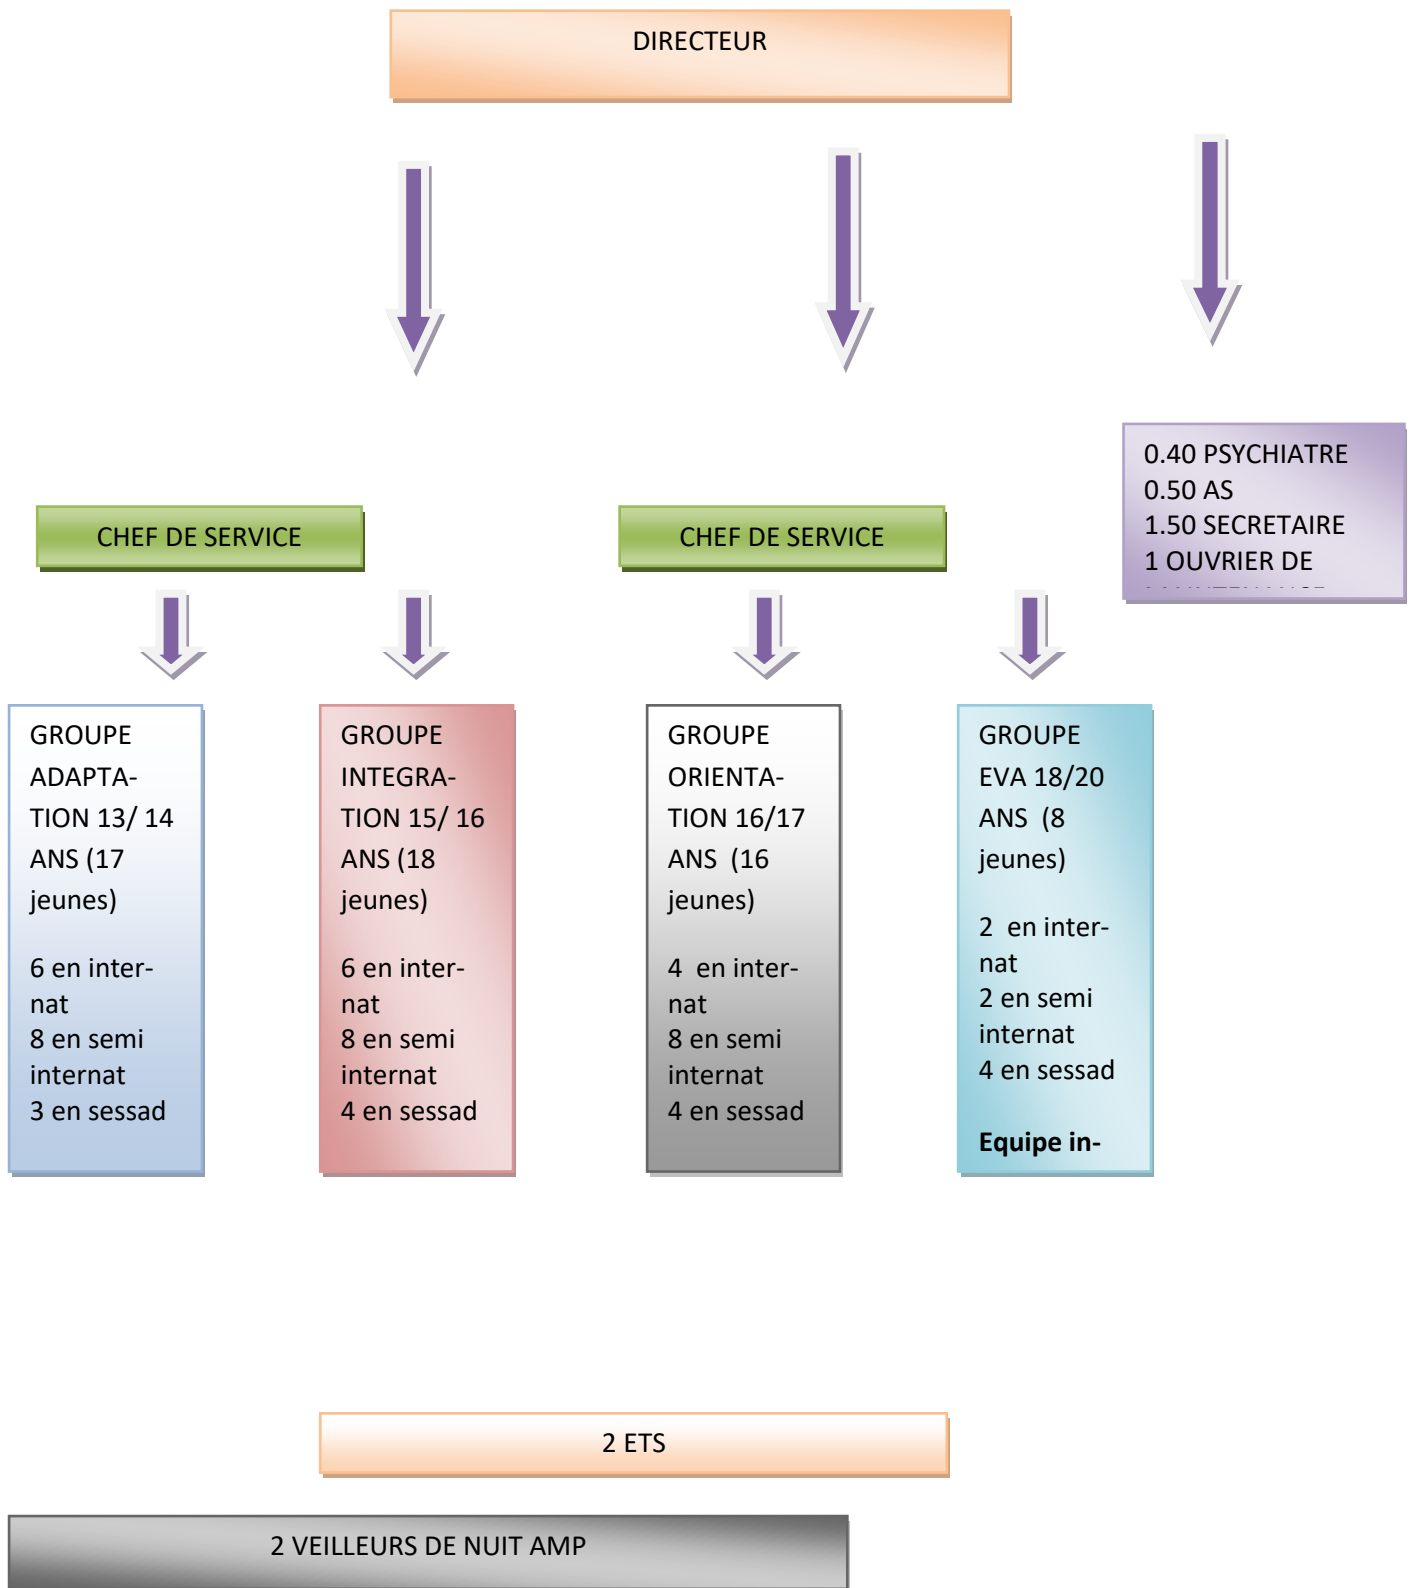 DIRECTEUR
0.40 PSYCHIATRE
0.50 AS
1.50 SECRETAIRE
1 OUVRIER DE
CHEF DE SERVICE
CHEF DE SERVICE
GROUPE
ADAPTA-
TION 13/ 14
ANS (17
jeunes)
6 en inter-
nat
8 en semi
internat
3 en sessad
GROUPE
INTEGRA-
TION 15/ 16
ANS (18
jeunes)
6 en inter-
nat
8 en semi
internat
4 en sessad
GROUPE
ORIENTA-
TION 16/17
ANS  (16
jeunes)
4  en inter-
nat
8 en semi
internat
4 en sessad
GROUPE
EVA 18/20
ANS  (8
jeunes)
2  en inter-
nat
2 en semi
internat
4 en sessad
Equipe in-
2 ETS
2 VEILLEURS DE NUIT AMP